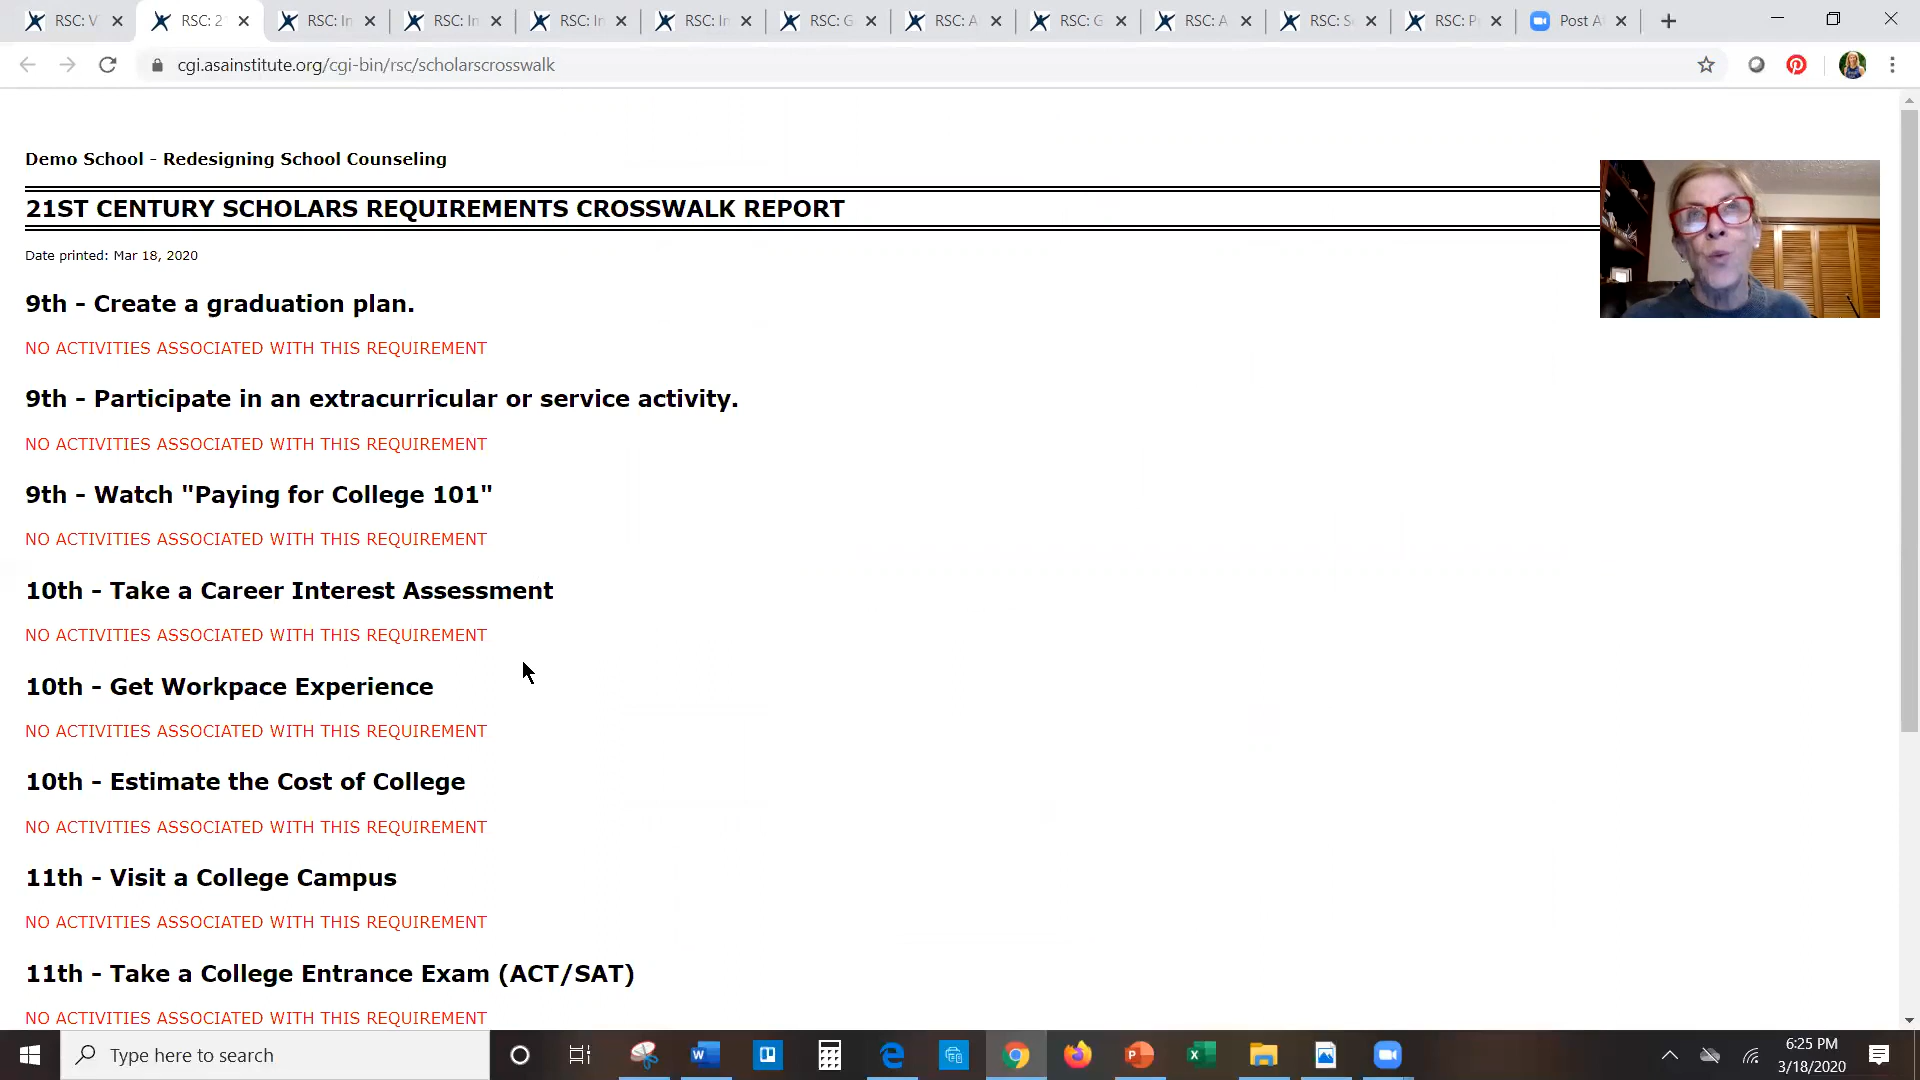 RSC: V
RSC: 2
RSC: In
RSC: In
RSC: In
RSC: In
RSC: G
RSC: A
RSC: G
RSC: A
RSC: S
RSC: P
Post A
cgi.asainstitute.org/cgi-bin/rsc/scholarscrosswalk
Demo School - Redesigning School Counseling
21ST CENTURY SCHOLARS REQUIREMENTS CROSSWALK REPORT
Date printed: Mar 18, 2020
9th - Create a graduation plan.
NO ACTIVITIES ASSOCIATED WITH THIS REQUIREMENT
9th - Participate in an extracurricular or service activity.
NO ACTIVITIES ASSOCIATED WITH THIS REQUIREMENT
9th - Watch "Paying for College 101"
NO ACTIVITIES ASSOCIATED WITH THIS REQUIREMENT
10th - Take a Career Interest Assessment
NO ACTIVITIES ASSOCIATED WITH THIS REQUIREMENT
10th - Get Workpace Experience
NO ACTIVITIES ASSOCIATED WITH THIS REQUIREMENT
10th - Estimate the Cost of College
NO ACTIVITIES ASSOCIATED WITH THIS REQUIREMENT
11th - Visit a College Campus
NO ACTIVITIES ASSOCIATED WITH THIS REQUIREMENT
11th - Take a College Entrance Exam (ACT/SAT)
NO ACTIVITIES ASSOCIATED WITH THIS REQUIREMENT
Type here to search
6:25 PM
3/18/2020